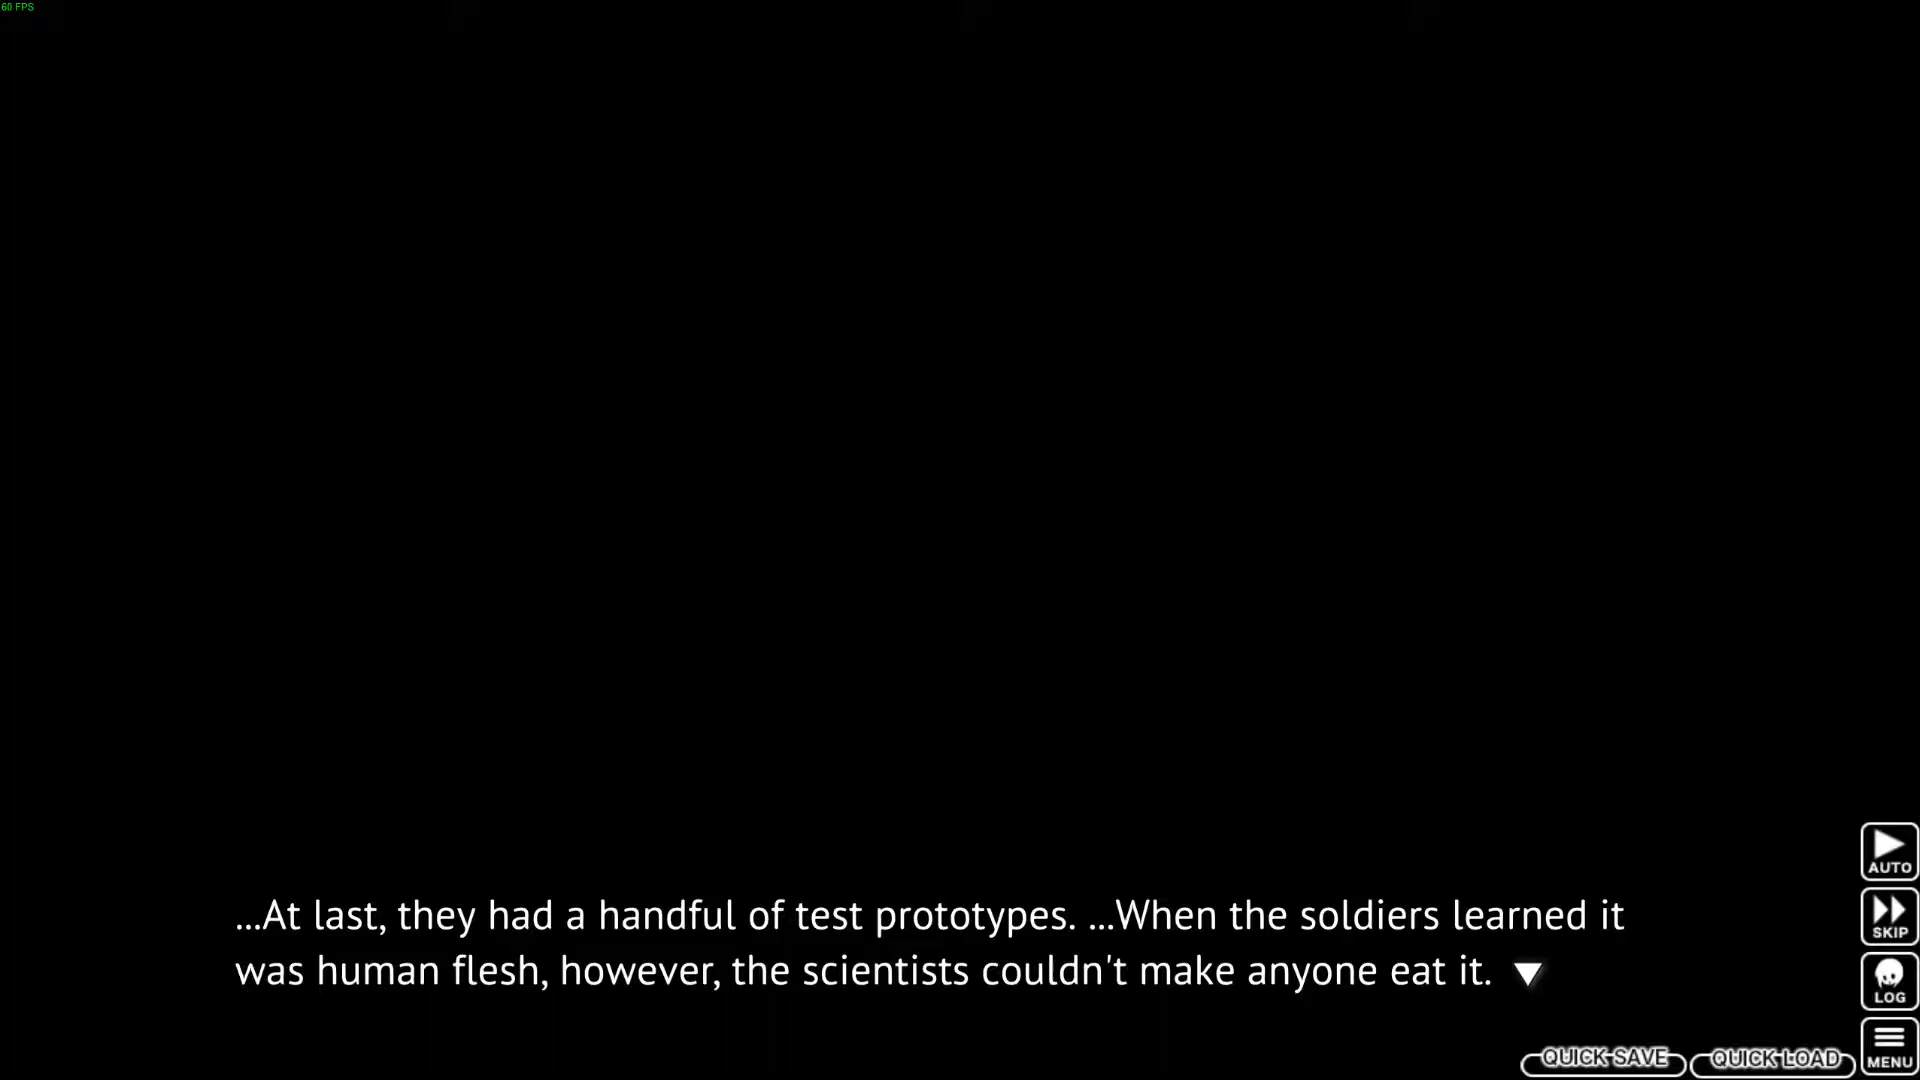 60 FPS
...At last, they had a handful of test prototypes. ...When the soldiers learned it
was human flesh, however, the scientists couldn't make anyone eat it.
AUTO
SKIP
LOG
MENU
QUICK SAVE
QUICK LOAD